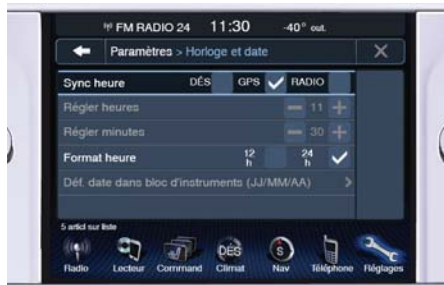 FM RADIO 24 11:30 -40° out.
Paramètres > Horloge et date
Sync heure DÉS GPS RADIO
Régler heures 11
Régler minutes 30
Format heure 12 h 24 h
Déf. date dans bloc d'instruments (JJ/MM/AA)
5 articl sur liste
Radio Lecteur Command DÉS Climat S Nav Téléphone Réglages